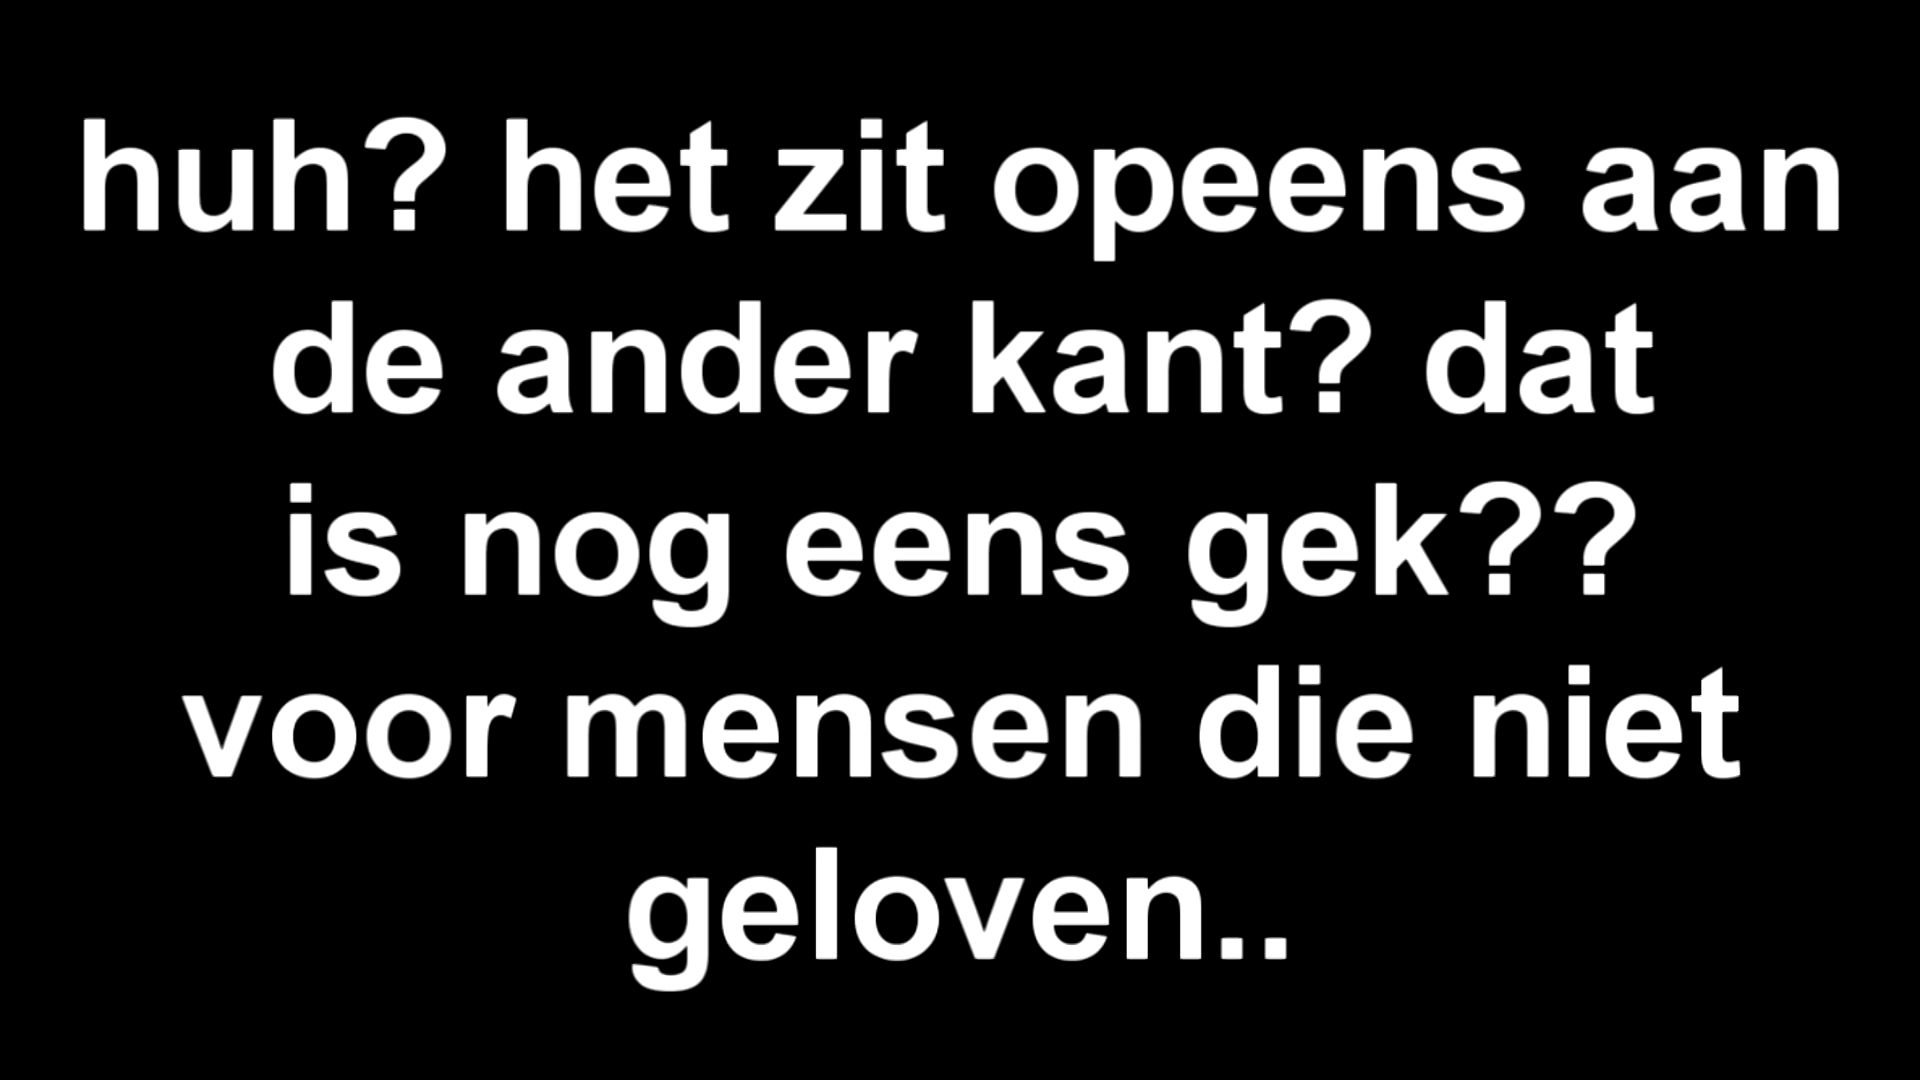 huh? het zit opeens aan
de ander kant? dat
is nog eens gek??
voor mensen die niet
geloven..